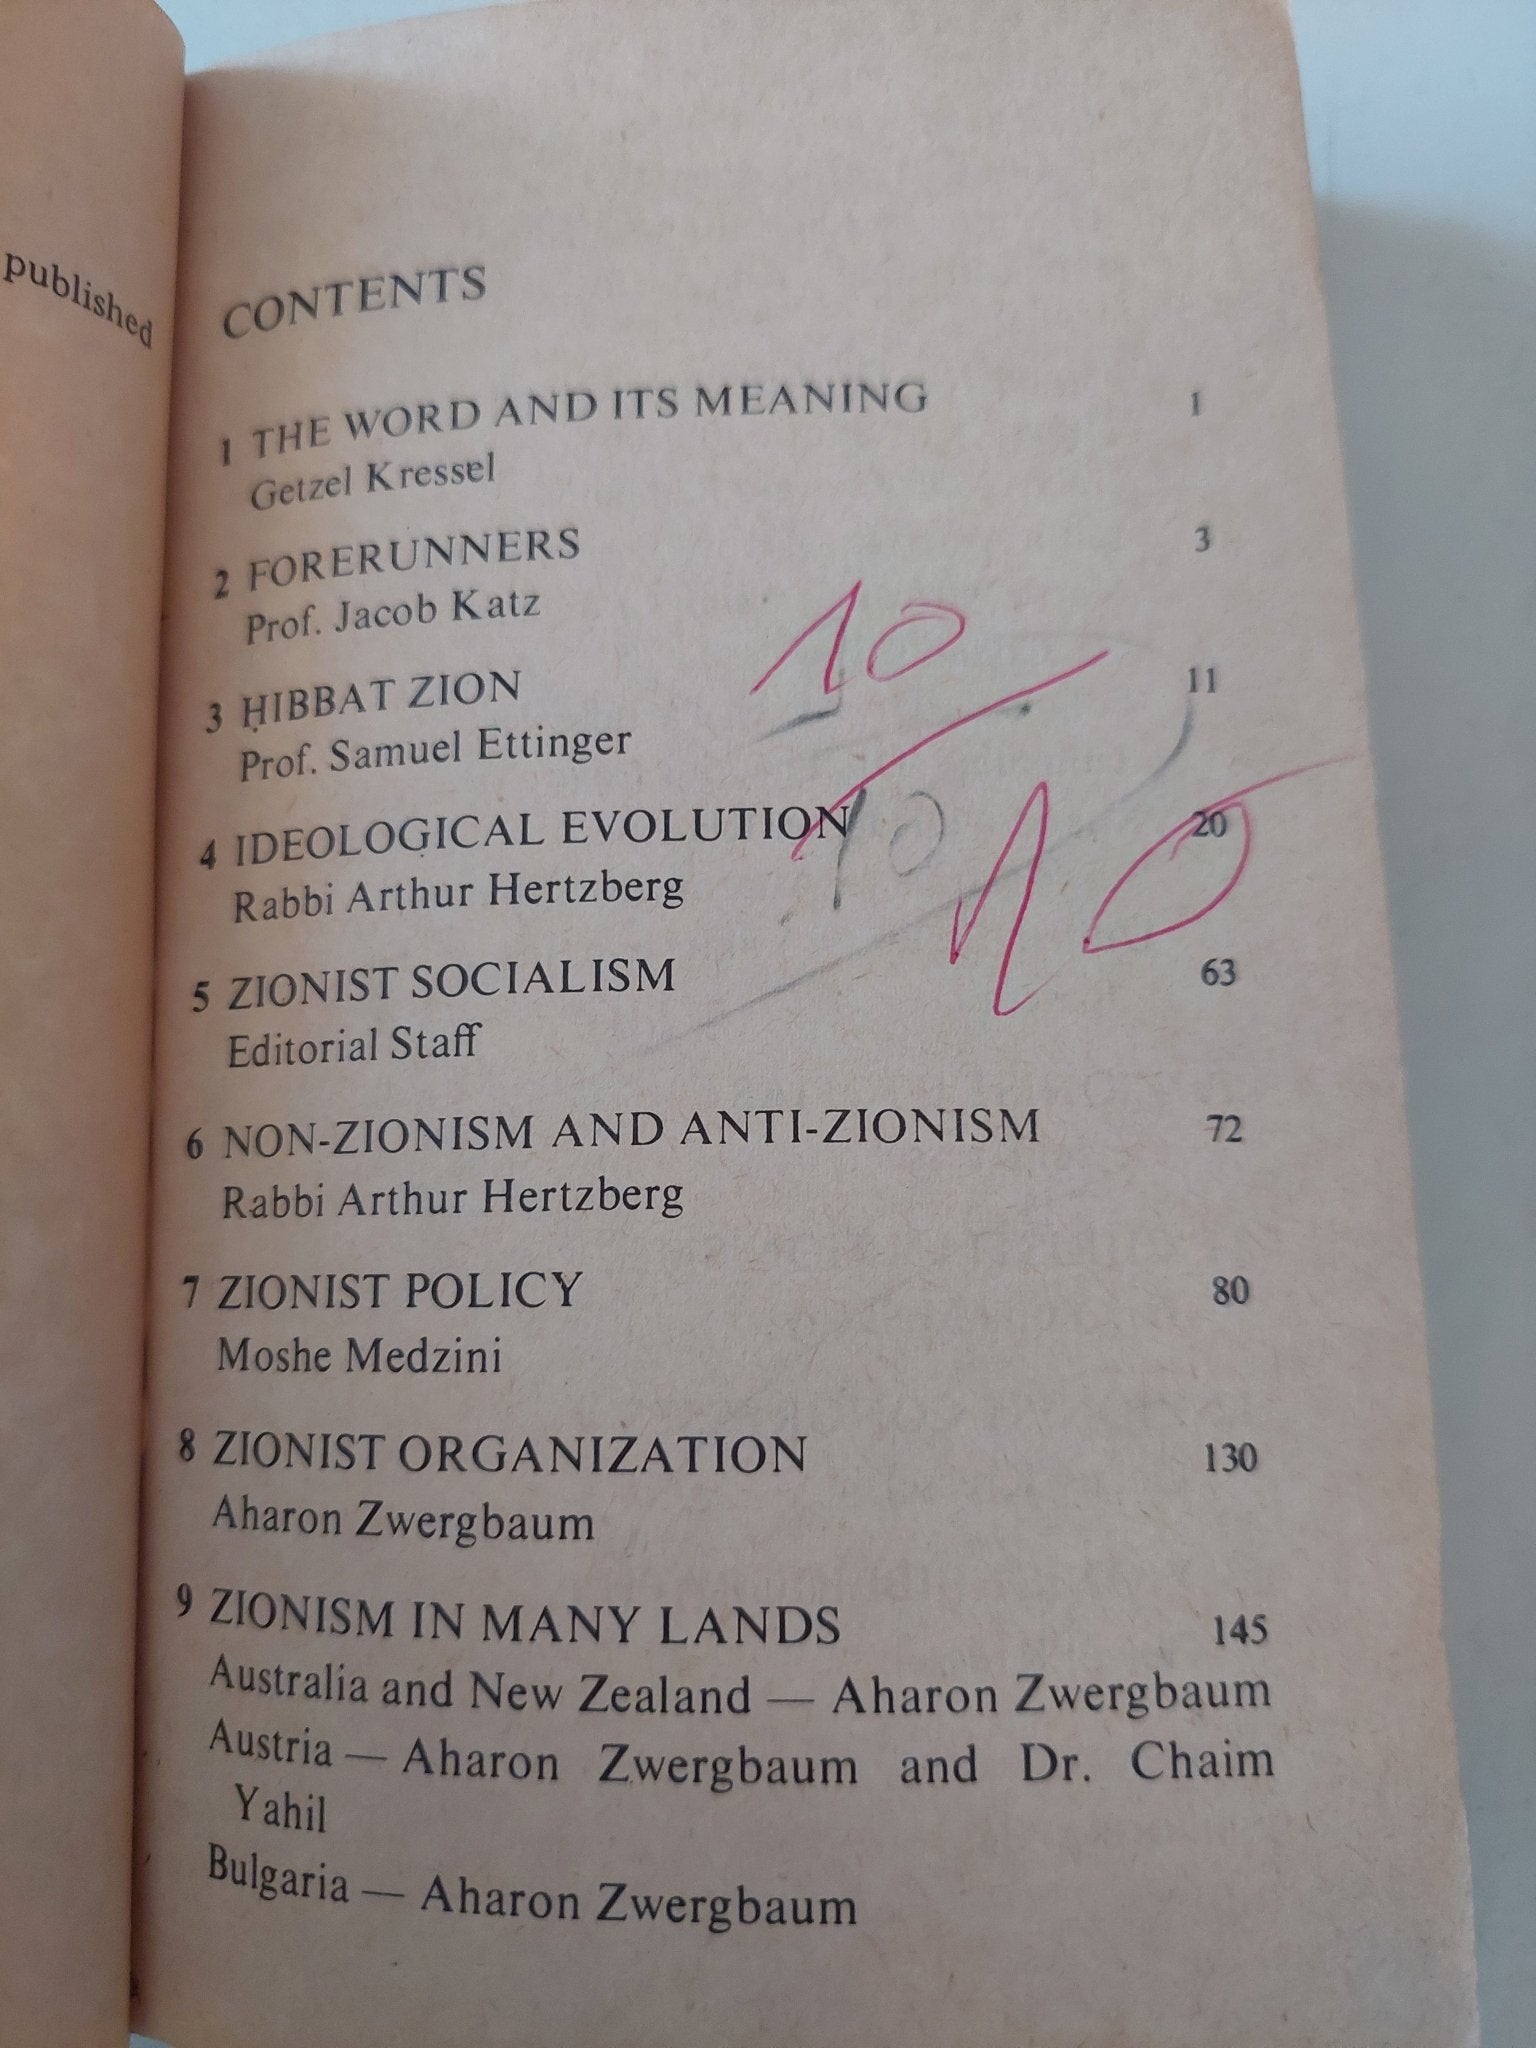 published
CONTENTS
1 THE WORD AND ITS MEANING 1
Getzel Kressel
2 FORERUNNERS 3
Prof. Jacob Katz
10
3 ḤIBBAT ZION 11
Prof. Samuel Ettinger
4 IDEOLOGICAL EVOLUTION 20
10
10
Rabbi Arthur Hertzberg
5 ZIONIST SOCIALISM 63
Editorial Staff
6 NON-ZIONISM AND ANTI-ZIONISM 72
Rabbi Arthur Hertzberg
7 ZIONIST POLICY 80
Moshe Medzini
8 ZIONIST ORGANIZATION 130
Aharon Zwergbaum
9 ZIONISM IN MANY LANDS 145
Australia and New Zealand — Aharon Zwergbaum
Austria — Aharon Zwergbaum and Dr. Chaim
Yahil
Bulgaria — Aharon Zwergbaum